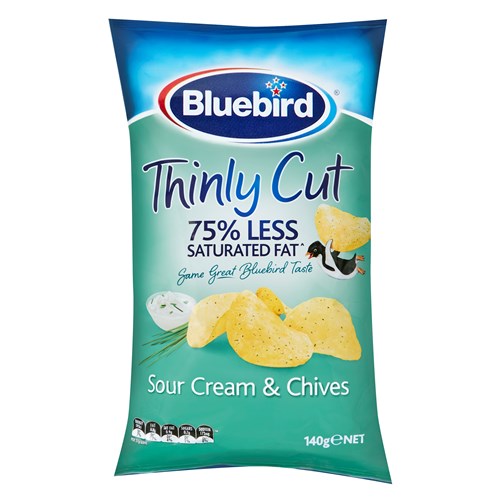 Bluebird
®
Thinly Cut
75% LESS
SATURATED FAT^
Same Great Bluebird Taste
Sour Cream & Chives
140g ℮ NET